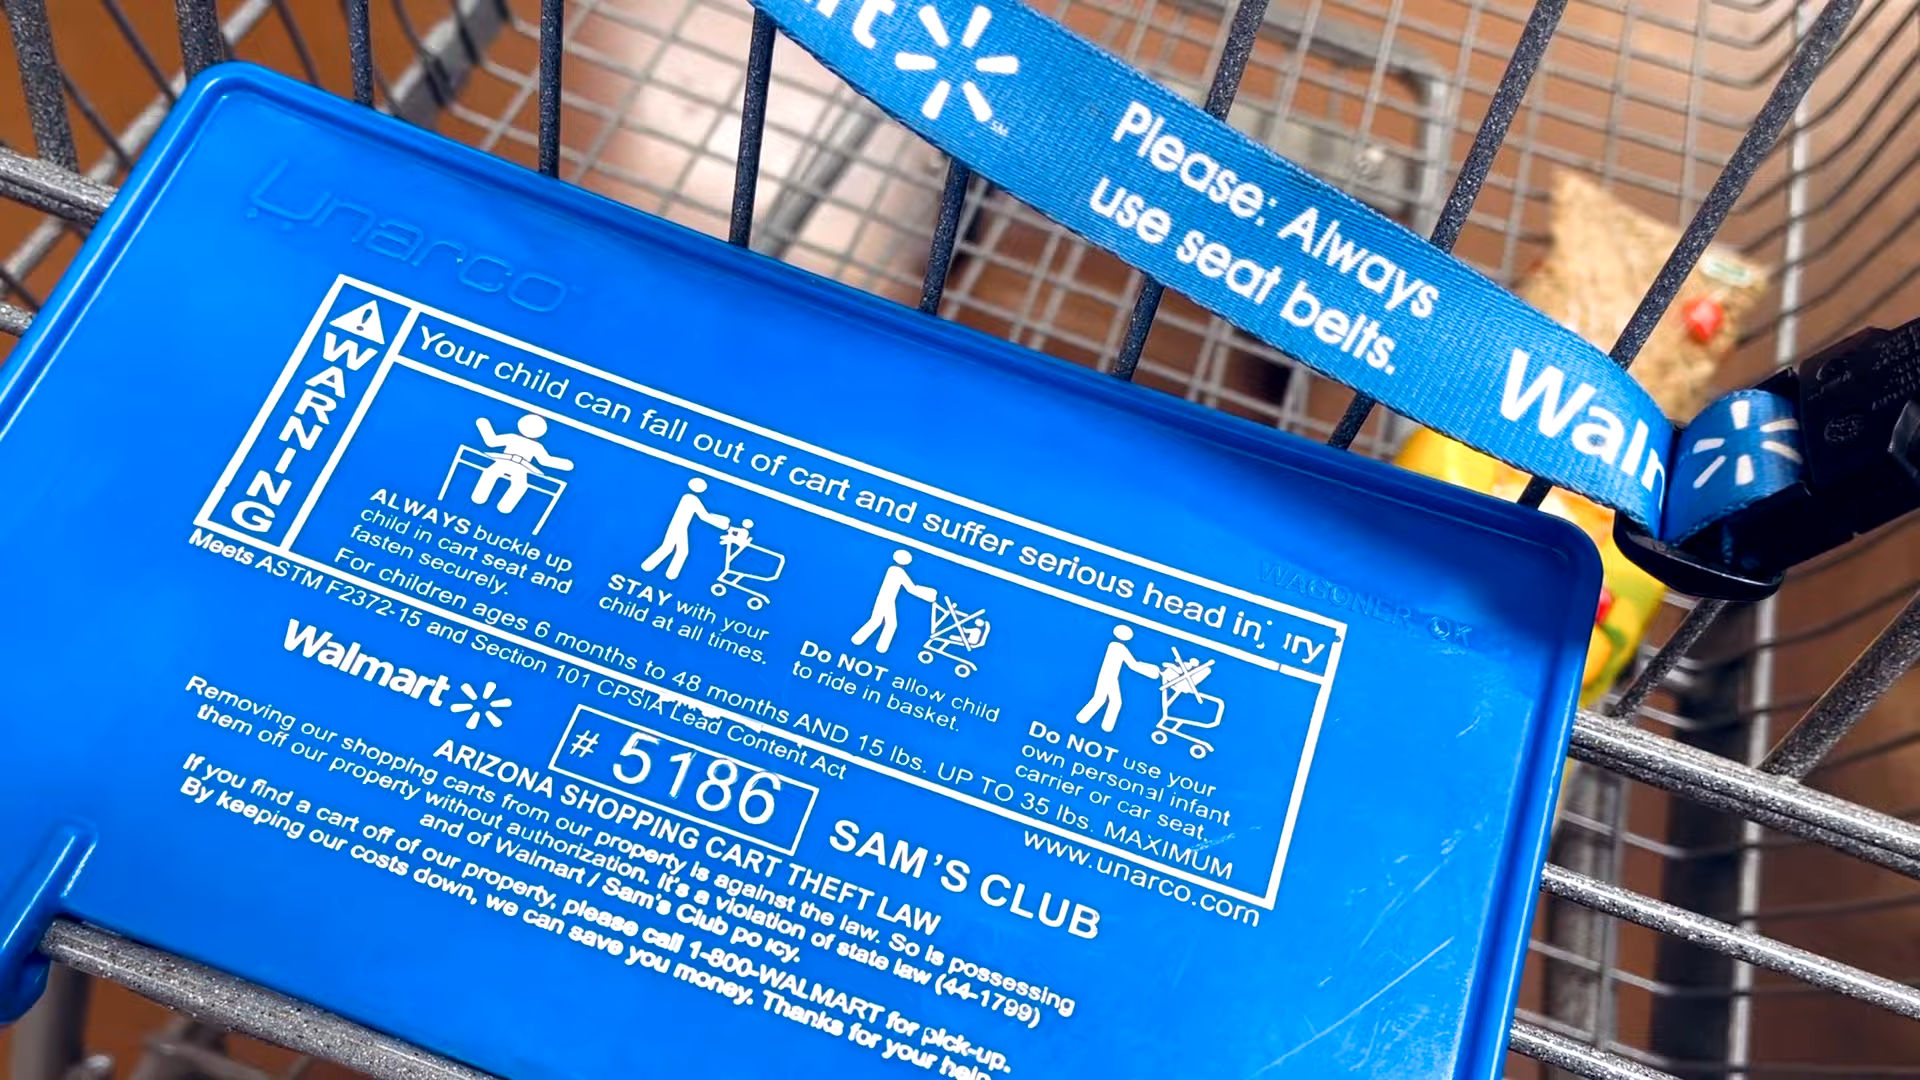 rt
Please: Always
use seat belts.
Wal
unarco
WAGONER, OK
WARNING
Your child can fall out of cart and suffer serious head injury
ALWAYS buckle up
child in cart seat and
fasten securely.
STAY with your
child at all times.
Do NOT allow child
to ride in basket.
Do NOT use your
own personal infant
carrier or car seat.
For children ages 6 months to 48 months AND 15 lbs. UP TO 35 lbs. MAXIMUM
Meets ASTM F2372-15 and Section 101 CPSIA Lead Content Act
www.unarco.com
Walmart
# 5186
SAM'S CLUB
ARIZONA SHOPPING CART THEFT LAW
Removing our shopping carts from our property is against the law. So is possessing
them off our property without authorization. It's a violation of state law (44-1799)
and of Walmart / Sam's Club policy.
If you find a cart off of our property, please call 1-800-WALMART for pick-up.
By keeping our costs down, we can save you money. Thanks for your help